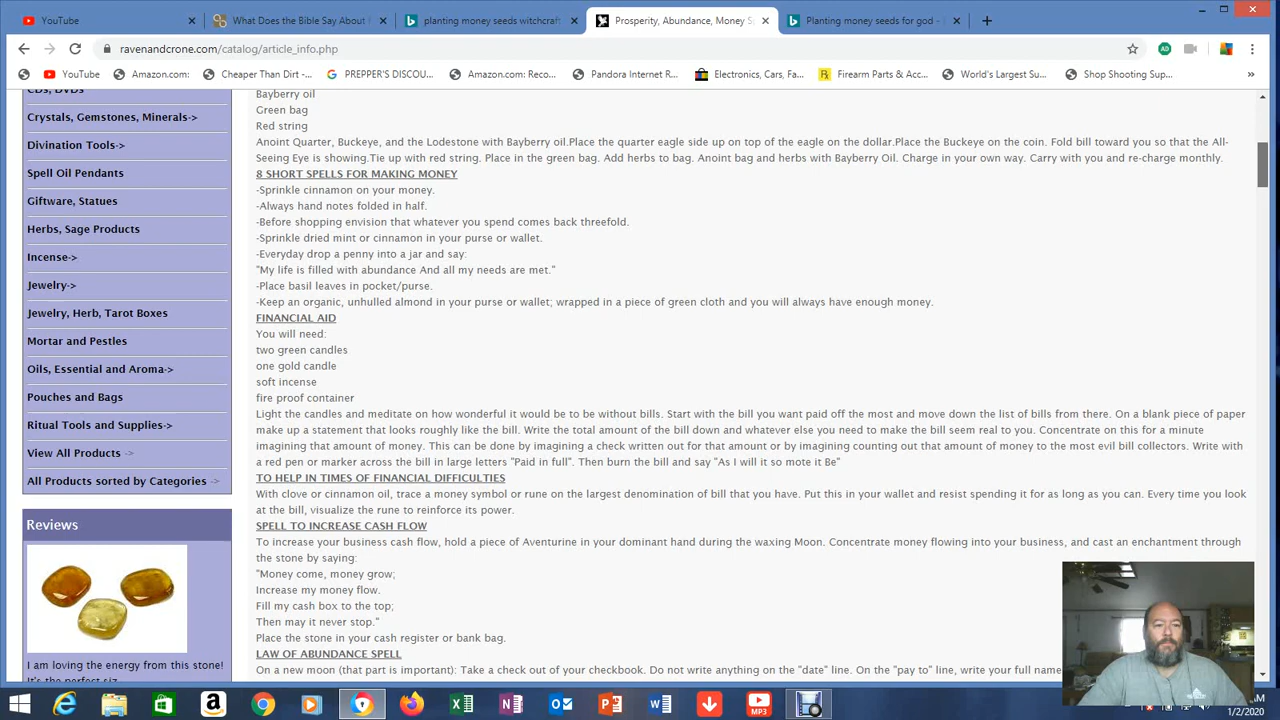 YouTube
What Does the Bible Say About
planting money seeds witchcraft
Prosperity, Abundance, Money S
Planting money seeds for god -
ravenandcrone.com/catalog/article_info.php
YouTube
Amazon.com:
Cheaper Than Dirt -...
PREPPER'S DISCOU...
Amazon.com: Reco...
Pandora Internet R...
Electronics, Cars, Fa...
Firearm Parts & Acc...
World's Largest Su...
Shop Shooting Sup...
CDs, DVDs
Crystals, Gemstones, Minerals->
Divination Tools->
Spell Oil Pendants
Giftware, Statues
Herbs, Sage Products
Incense->
Jewelry->
Jewelry, Herb, Tarot Boxes
Mortar and Pestles
Oils, Essential and Aroma->
Pouches and Bags
Ritual Tools and Supplies->
View All Products ->
All Products sorted by Categories ->
Reviews
I am loving the energy from this stone!
It's the perfect size
Bayberry oil
Green bag
Red string
Anoint Quarter, Buckeye, and the Lodestone with Bayberry oil.Place the quarter eagle side up on top of the eagle on the dollar.Place the Buckeye on the coin. Fold bill toward you so that the All-
Seeing Eye is showing.Tie up with red string. Place in the green bag. Add herbs to bag. Anoint bag and herbs with Bayberry Oil. Charge in your own way. Carry with you and re-charge monthly.
8 SHORT SPELLS FOR MAKING MONEY
-Sprinkle cinnamon on your money.
-Always hand notes folded in half.
-Before shopping envision that whatever you spend comes back threefold.
-Sprinkle dried mint or cinnamon in your purse or wallet.
-Everyday drop a penny into a jar and say:
"My life is filled with abundance And all my needs are met."
-Place basil leaves in pocket/purse.
-Keep an organic, unhulled almond in your purse or wallet; wrapped in a piece of green cloth and you will always have enough money.
FINANCIAL AID
You will need:
two green candles
one gold candle
soft incense
fire proof container
Light the candles and meditate on how wonderful it would be to be without bills. Start with the bill you want paid off the most and move down the list of bills from there. On a blank piece of paper
make up a statement that looks roughly like the bill. Write the total amount of the bill down and whatever else you need to make the bill seem real to you. Concentrate on this for a minute
imagining that amount of money. This can be done by imagining a check written out for that amount or by imagining counting out that amount of money to the most evil bill collectors. Write with
a red pen or marker across the bill in large letters "Paid in full". Then burn the bill and say "As I will it so mote it Be"
TO HELP IN TIMES OF FINANCIAL DIFFICULTIES
With clove or cinnamon oil, trace a money symbol or rune on the largest denomination of bill that you have. Put this in your wallet and resist spending it for as long as you can. Every time you look
at the bill, visualize the rune to reinforce its power.
SPELL TO INCREASE CASH FLOW
To increase your business cash flow, hold a piece of Aventurine in your dominant hand during the waxing Moon. Concentrate money flowing into your business, and cast an enchantment through
the stone by saying:
"Money come, money grow;
Increase my money flow.
Fill my cash box to the top;
Then may it never stop."
Place the stone in your cash register or bank bag.
LAW OF ABUNDANCE SPELL
On a new moon (that part is important): Take a check out of your checkbook. Do not write anything on the "date" line. On the "pay to" line, write your full name
MP3
1/2/2020